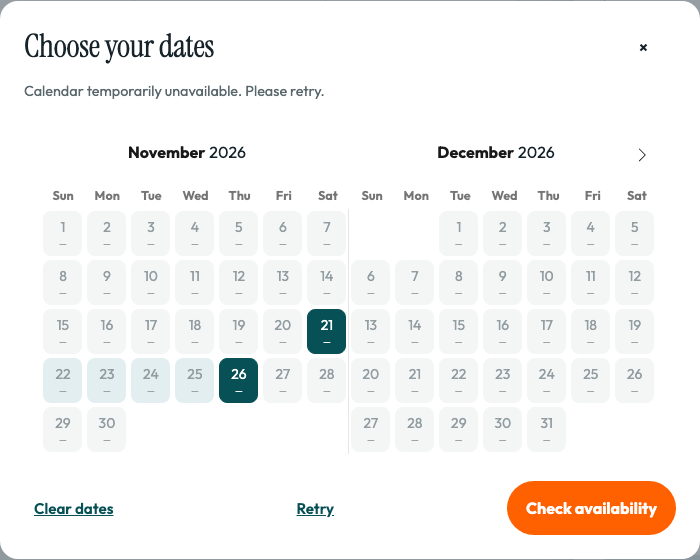 Choose your dates
×
Calendar temporarily unavailable. Please retry.
November 2026
Sun Mon Tue Wed Thu Fri Sat
1 2 3 4 5 6 7
– – – – – – –
8 9 10 11 12 13 14
– – – – – – –
15 16 17 18 19 20 21
– – – – – – –
22 23 24 25 26 27 28
– – – – – – –
29 30
– –
December 2026
Sun Mon Tue Wed Thu Fri Sat
1 2 3 4 5
– – – – –
6 7 8 9 10 11 12
– – – – – – –
13 14 15 16 17 18 19
– – – – – – –
20 21 22 23 24 25 26
– – – – – – –
27 28 29 30 31
– – – – –
Clear dates
Retry
Check availability